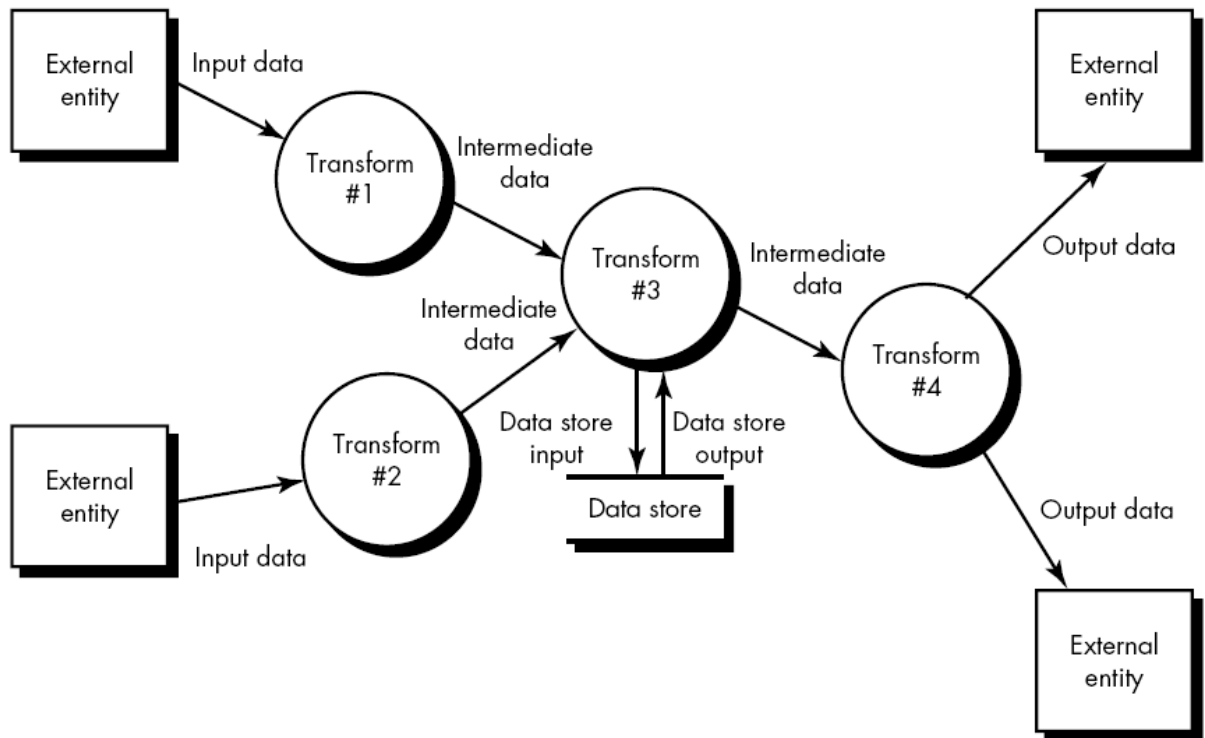 External
entity
Input data
Transform
#1
Intermediate
data
External
entity
Transform
#3
Intermediate
data
Output data
Intermediate
data
Transform
#4
External
entity
Input data
Transform
#2
Data store
input
Data store
output
Data store
Output data
External
entity